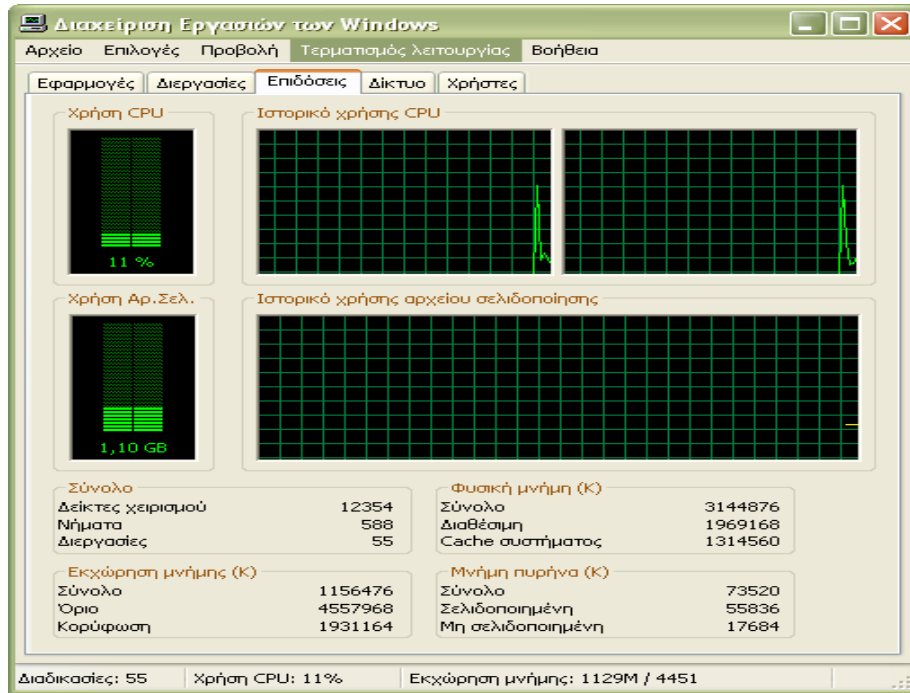 Διαχείριση Εργασιών των Windows
Αρχείο Επιλογές Προβολή Τερματισμός λειτουργίας Βοήθεια
Εφαρμογές Διεργασίες Επιδόσεις Δίκτυο Χρήστες
Χρήση CPU Ιστορικό χρήσης CPU
11 %
Χρήση Αρ.Σελ. Ιστορικό χρήσης αρχείου σελιδοποίησης
1,10 GB
Σύνολο
Δείκτες χειρισμού 12354
Νήματα 588
Διεργασίες 55
Φυσική μνήμη (K)
Σύνολο 3144876
Διαθέσιμη 1969168
Cache συστήματος 1314560
Εκχώρηση μνήμης (K)
Σύνολο 1156476
Όριο 4557968
Κορύφωση 1931164
Μνήμη πυρήνα (K)
Σύνολο 73520
Σελιδοποιημένη 55836
Μη σελιδοποιημένη 17684
Διαδικασίες: 55 Χρήση CPU: 11% Εκχώρηση μνήμης: 1129M / 4451